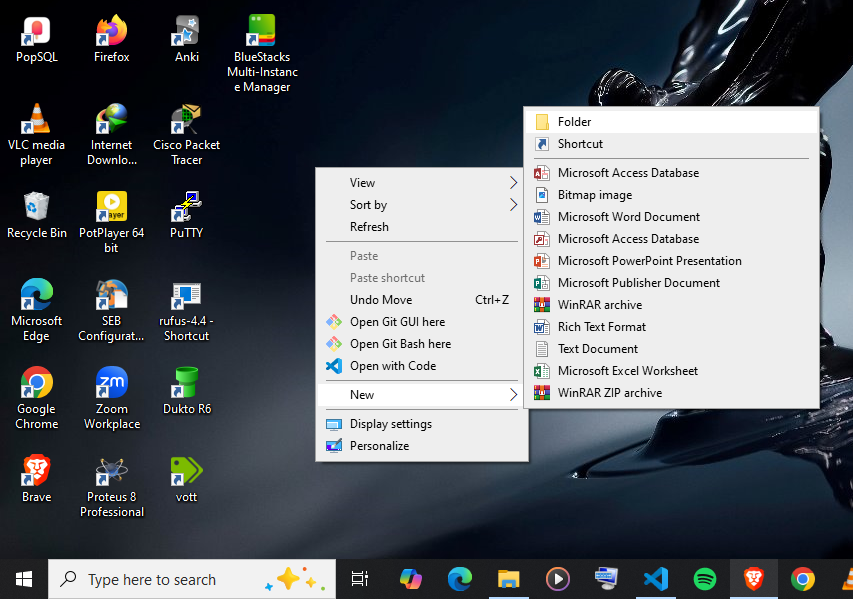 PopSQL
Firefox
Anki
BlueStacks
Multi-Instanc
e Manager
VLC media
player
Internet
Downlo...
Cisco Packet
Tracer
Recycle Bin
PotPlayer 64
bit
PuTTY
Microsoft
Edge
SEB
Configurat...
rufus-4.4 -
Shortcut
Google
Chrome
zm
Zoom
Workplace
Dukto R6
Brave
Proteus 8
Professional
vott
View
Sort by
Refresh
Paste
Paste shortcut
Undo Move Ctrl+Z
Open Git GUI here
Open Git Bash here
Open with Code
New
Display settings
Personalize
Folder
Shortcut
Microsoft Access Database
Bitmap image
Microsoft Word Document
Microsoft Access Database
Microsoft PowerPoint Presentation
Microsoft Publisher Document
WinRAR archive
Rich Text Format
Text Document
Microsoft Excel Worksheet
WinRAR ZIP archive
Type here to search